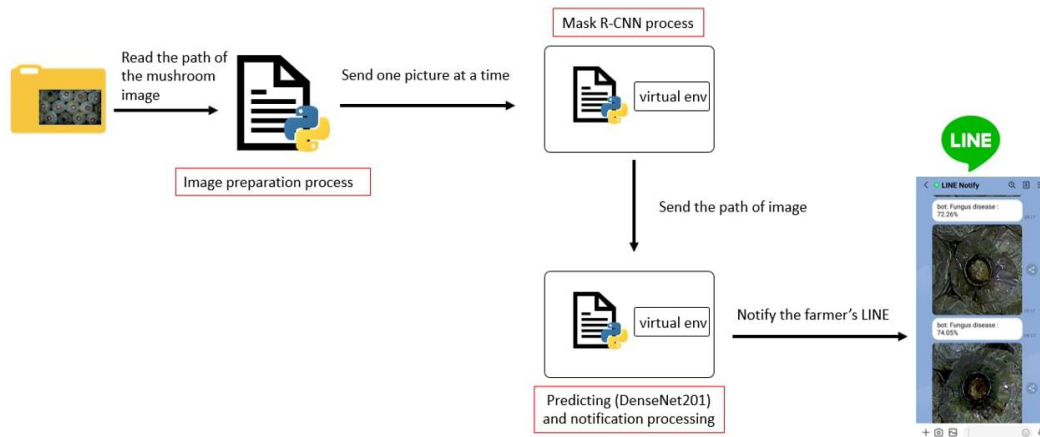 Mask R-CNN process
Read the path of
the mushroom
image
Send one picture at a time
virtual env
Image preparation process
LINE
LINE Notify
bot: Fungus disease :
72.26%
Send the path of image
virtual env
Notify the farmer's LINE
bot: Fungus disease :
74.05%
Predicting (DenseNet201)
and notification processing